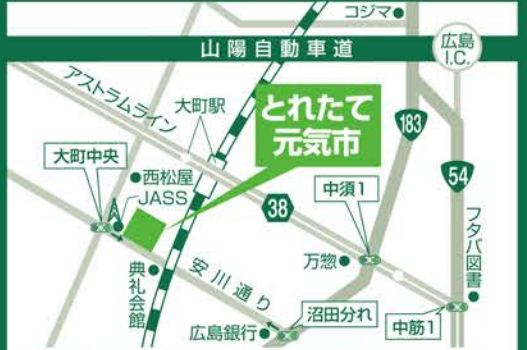 コジマ
山陽自動車道
広島
I.C.
アストラムライン
大町駅
とれたて
元気市
183
大町中央
西松屋
JASS
38
中須1
54
フタバ図書
万惣
典礼会館
安川通り
沼田分れ
中筋1
広島銀行